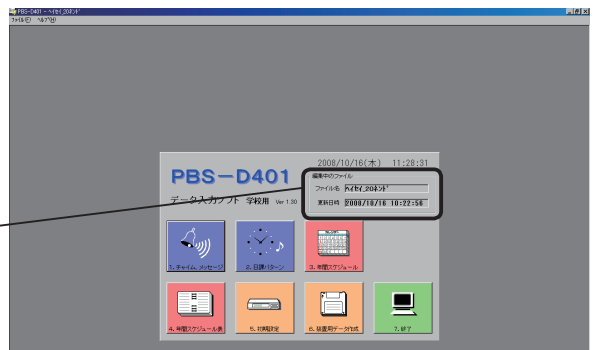 PBS-D401 - ﾍｲｾｲ_20ﾈﾝﾄﾞ
ファイル(F) ヘルプ(H)
2008/10/16(木) 11:28:31
PBS-D401
編集中のファイル
ファイル名 ﾍｲｾｲ_20ﾈﾝﾄﾞ
データ入力ソフト 学校用 Ver 1.30
更新日時 2008/10/16 10:22:56
1. チャイム、メッセージ
2. 日課パターン
3. 年間スケジュール
4. 年間スケジュール表
5. 初期設定
6. 装置用データ作成
7. 終了